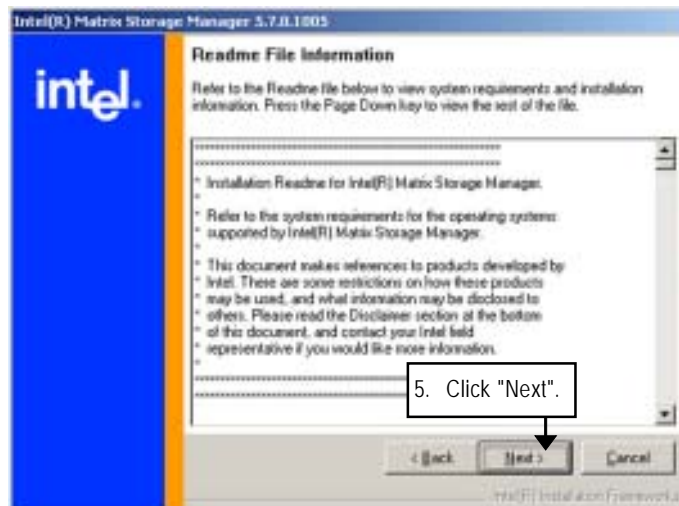 Intel(R) Matrix Storage Manager 5.7.0.1005
intel.
Readme File Information
Refer to the Readme file below to view system requirements and installation
information. Press the Page Down key to view the rest of the file.
************************************************************
************************************************************
* Installation Readme for Intel(R) Matrix Storage Manager.
*
* Refer to the system requirements for the operating systems
* supported by Intel(R) Matrix Storage Manager.
*
* This document makes references to products developed by
* Intel. There are some restrictions on how these products
* may be used, and what information may be disclosed to
* others. Please read the Disclaimer section at the bottom
* of this document, and contact your Intel field
* representative if you would like more information.
*
************************************************************
************************************************************
5. Click "Next".
< Back
Next >
Cancel
Intel(R) Installation Framework